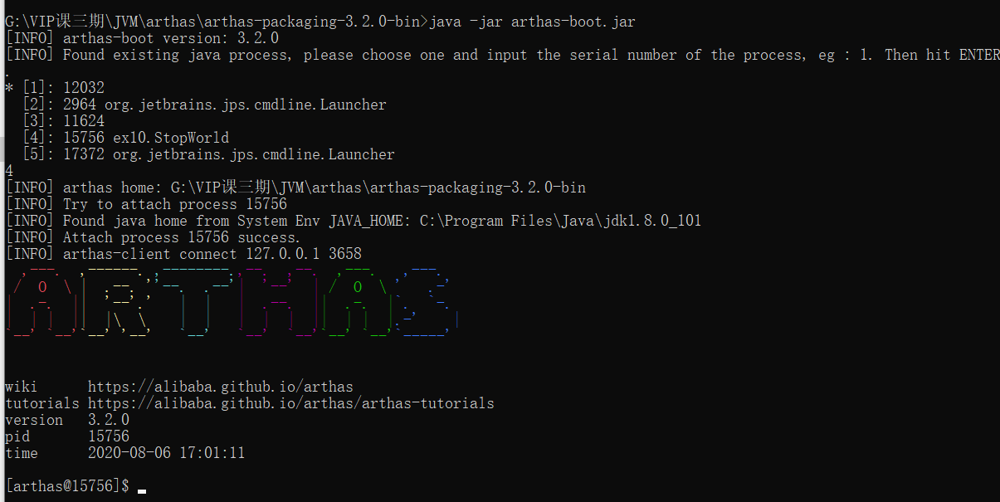 G:\VIP课三期\JVM\arthas\arthas-packaging-3.2.0-bin>java -jar arthas-boot.jar
[INFO] arthas-boot version: 3.2.0
[INFO] Found existing java process, please choose one and input the serial number of the process, eg : 1. Then hit ENTER
.
* [1]: 12032
[2]: 2964 org.jetbrains.jps.cmdline.Launcher
[3]: 11624
[4]: 15756 ex10.StopWorld
[5]: 17372 org.jetbrains.jps.cmdline.Launcher
4
[INFO] arthas home: G:\VIP课三期\JVM\arthas\arthas-packaging-3.2.0-bin
[INFO] Try to attach process 15756
[INFO] Found java home from System Env JAVA_HOME: C:\Program Files\Java\jdk1.8.0_101
[INFO] Attach process 15756 success.
[INFO] arthas-client connect 127.0.0.1 3658
ARTHAS
wiki https://alibaba.github.io/arthas
tutorials https://alibaba.github.io/arthas/arthas-tutorials
version 3.2.0
pid 15756
time 2020-08-06 17:01:11
[arthas@15756]$